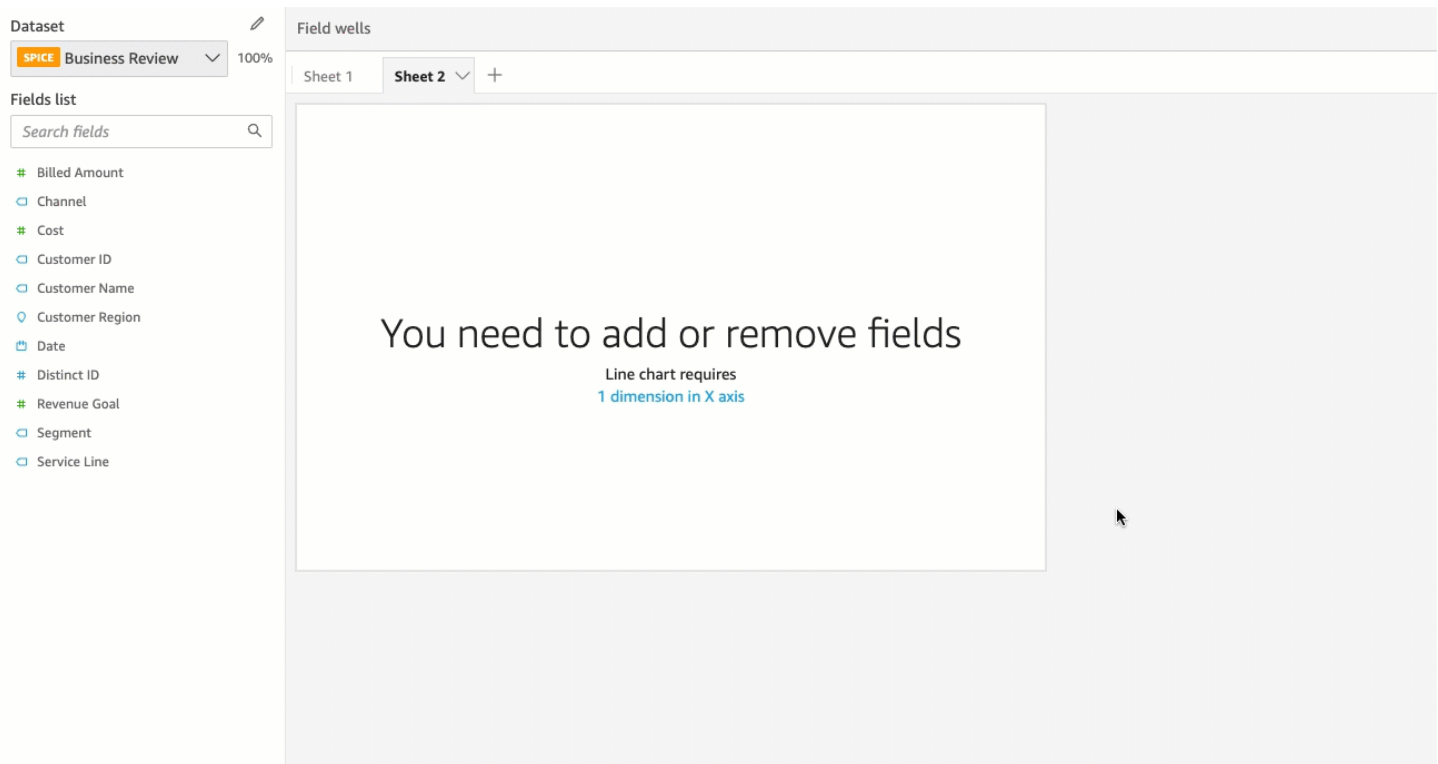 Dataset
SPICE Business Review 100%
Fields list
Search fields
Billed Amount
Channel
Cost
Customer ID
Customer Name
Customer Region
Date
Distinct ID
Revenue Goal
Segment
Service Line
Field wells
Sheet 1 Sheet 2
You need to add or remove fields
Line chart requires
1 dimension in X axis